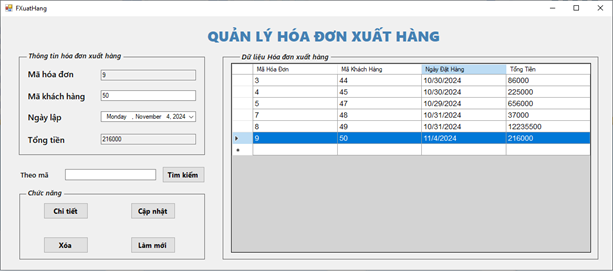 FXuatHang
QUẢN LÝ HÓA ĐƠN XUẤT HÀNG
Thông tin hóa đơn xuất hàng
Mã hóa đơn 9
Mã khách hàng 50
Ngày lập Monday , November 4, 2024
Tổng tiền 216000
Theo mã Tìm kiếm
Chức năng
Chi tiết Cập nhật
Xóa Làm mới
Dữ liệu Hóa đơn xuất hàng
Mã Hóa Đơn Mã Khách Hàng Ngày Đặt Hàng Tổng Tiền
3 44 10/30/2024 86000
4 45 10/30/2024 225000
5 47 10/29/2024 656000
7 48 10/31/2024 37000
8 49 10/31/2024 12235500
9 50 11/4/2024 216000